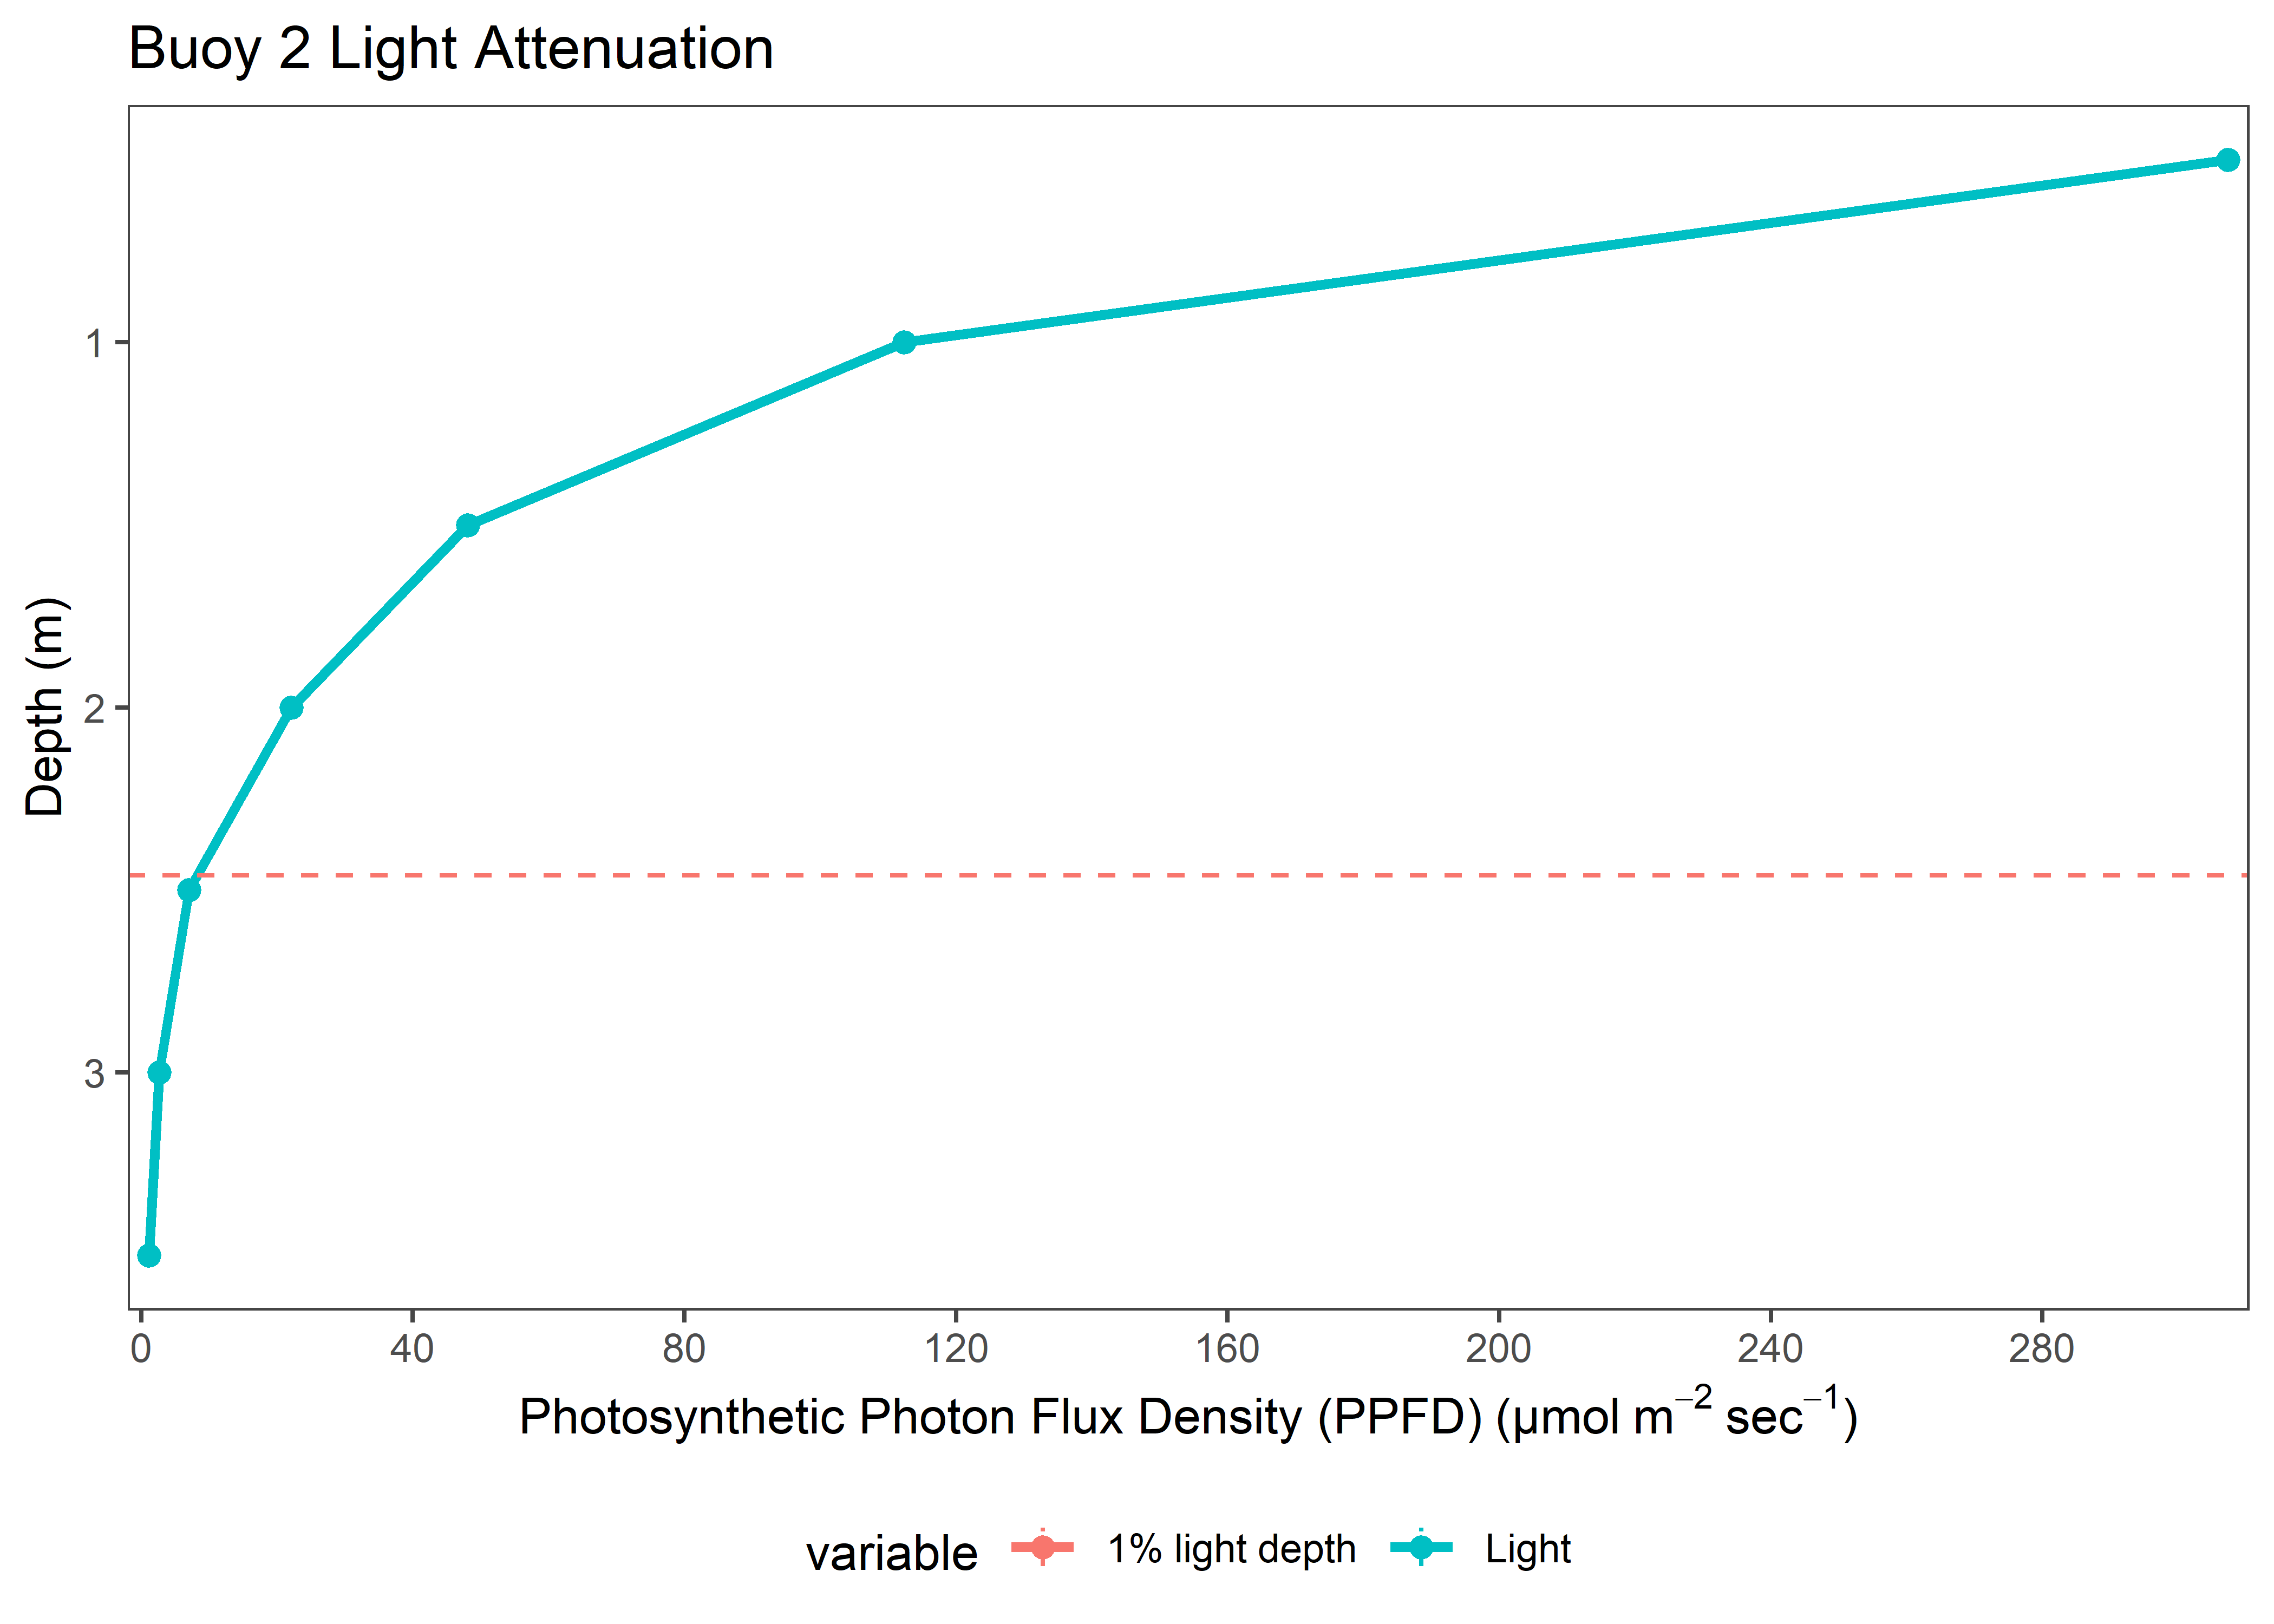 Buoy 2 Light Attenuation
Depth (m)
1
2
3
0 40 80 120 160 200 240 280
Photosynthetic Photon Flux Density (PPFD) (µmol m⁻² sec⁻¹)
variable 1% light depth Light